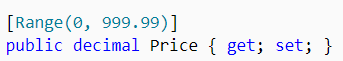 [Range(0, 999.99)]
public decimal Price { get; set; }